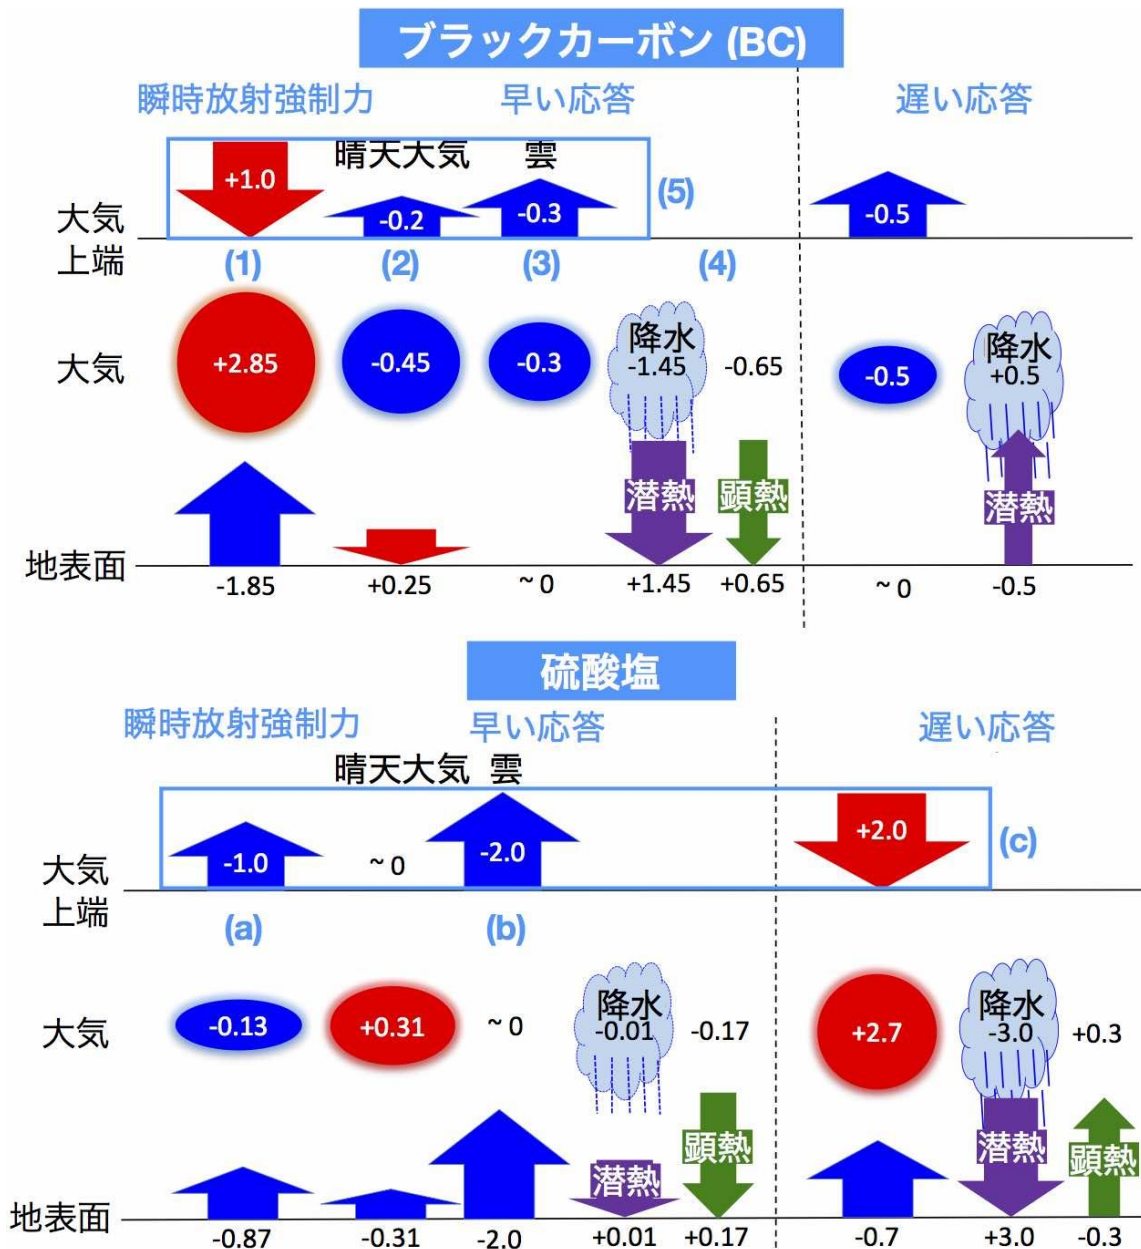 ブラックカーボン (BC)
瞬時放射強制力 早い応答 遅い応答
晴天大気 雲
+1.0 -0.2 -0.3 (5) -0.5
大気
上端
(1) (2) (3) (4)
降水 降水
大気 +2.85 -0.45 -0.3 -1.45 -0.65 -0.5 +0.5
潜熱 顕熱 潜熱
地表面
-1.85 +0.25 ~ 0 +1.45 +0.65 ~ 0 -0.5
硫酸塩
瞬時放射強制力 早い応答 遅い応答
晴天大気 雲
-1.0 ~ 0 -2.0 +2.0 (c)
大気
上端
(a) (b)
降水 降水
大気 -0.13 +0.31 ~ 0 -0.01 -0.17 +2.7 -3.0 +0.3
潜熱 顕熱 潜熱 顕熱
地表面
-0.87 -0.31 -2.0 +0.01 +0.17 -0.7 +3.0 -0.3